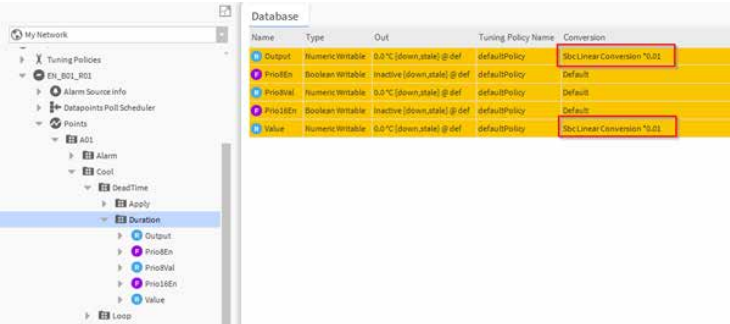 My Network
Tuning Policies
EN_B01_R01
Alarm Source Info
Datapoints Poll Scheduler
Points
A01
Alarm
Cool
DeadTime
Apply
Duration
Output
Prio8En
Prio8Val
Prio16En
Value
Loop
Database
Name Type Out Tuning Policy Name Conversion
Output Numeric Writable 0.0 °C {down,stale} @ def defaultPolicy Sbc Linear Conversion *0.01
Prio8En Boolean Writable Inactive {down,stale} @ def defaultPolicy Default
Prio8Val Numeric Writable 0.0 °C {down,stale} @ def defaultPolicy Default
Prio16En Boolean Writable Inactive {down,stale} @ def defaultPolicy Default
Value Numeric Writable 0.0 °C {down,stale} @ def defaultPolicy Sbc Linear Conversion *0.01